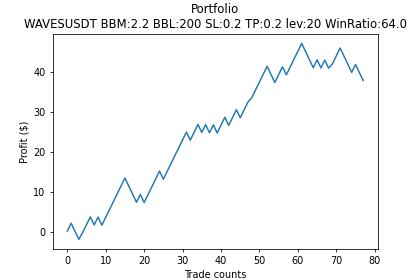 Portfolio
WAVESUSDT BBM:2.2 BBL:200 SL:0.2 TP:0.2 lev:20 WinRatio:64.0
Profit ($)
40
30
20
10
0
0 10 20 30 40 50 60 70 80
Trade counts